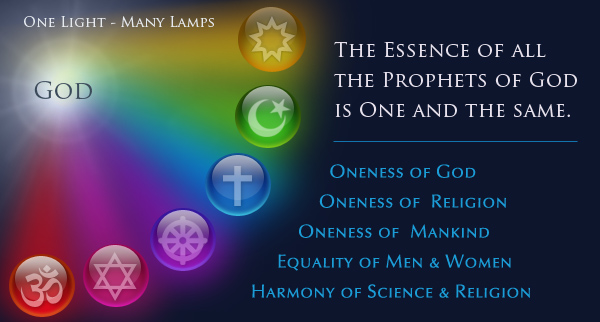 One Light - Many Lamps
God
The Essence of all
the Prophets of God
is One and the same.
Oneness of God
Oneness of Religion
Oneness of Mankind
Equality of Men & Women
Harmony of Science & Religion